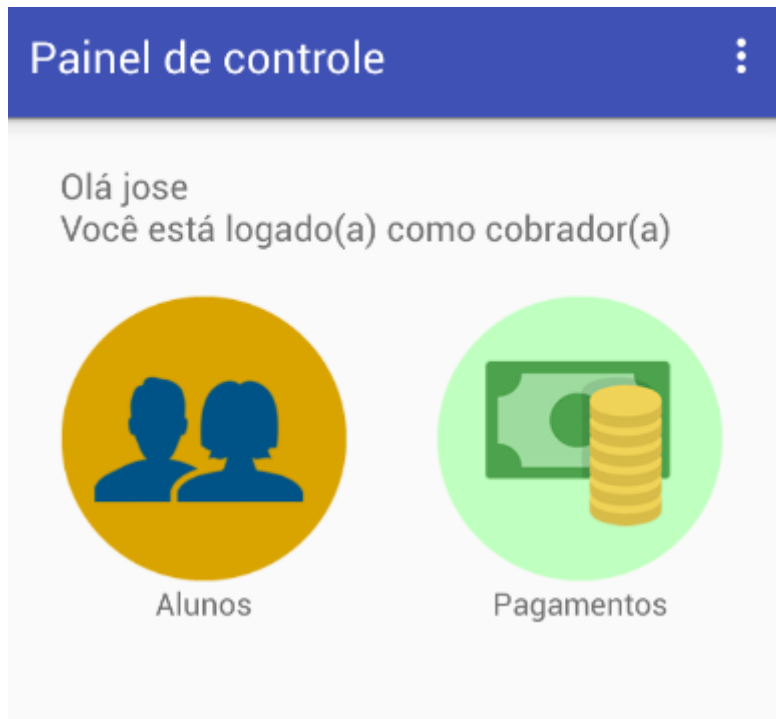 Painel de controle
Olá jose
Você está logado(a) como cobrador(a)
Alunos
Pagamentos